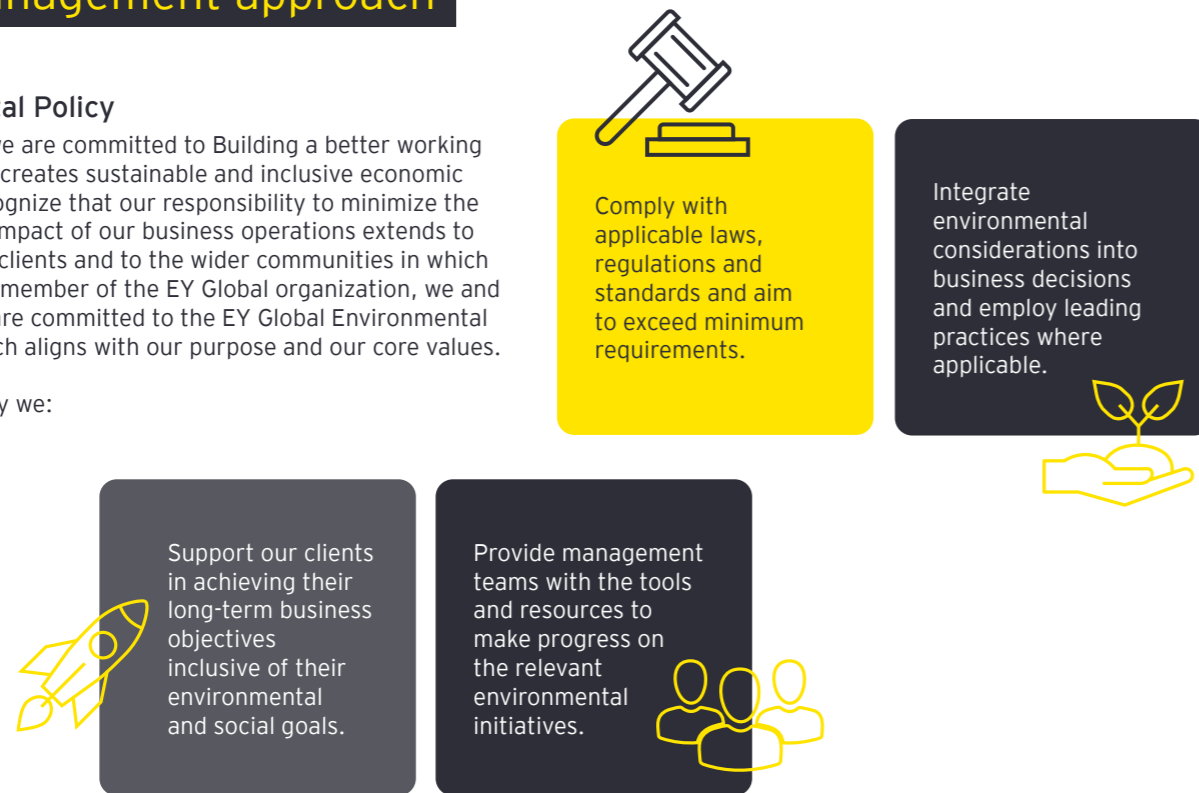 management approach
tal Policy
we are committed to Building a better working
creates sustainable and inclusive economic
ognize that our responsibility to minimize the
mpact of our business operations extends to
clients and to the wider communities in which
member of the EY Global organization, we and
are committed to the EY Global Environmental
ch aligns with our purpose and our core values.
y we:
Comply with
applicable laws,
regulations and
standards and aim
to exceed minimum
requirements.
Integrate
environmental
considerations into
business decisions
and employ leading
practices where
applicable.
Support our clients
in achieving their
long-term business
objectives
inclusive of their
environmental
and social goals.
Provide management
teams with the tools
and resources to
make progress on
the relevant
environmental
initiatives.